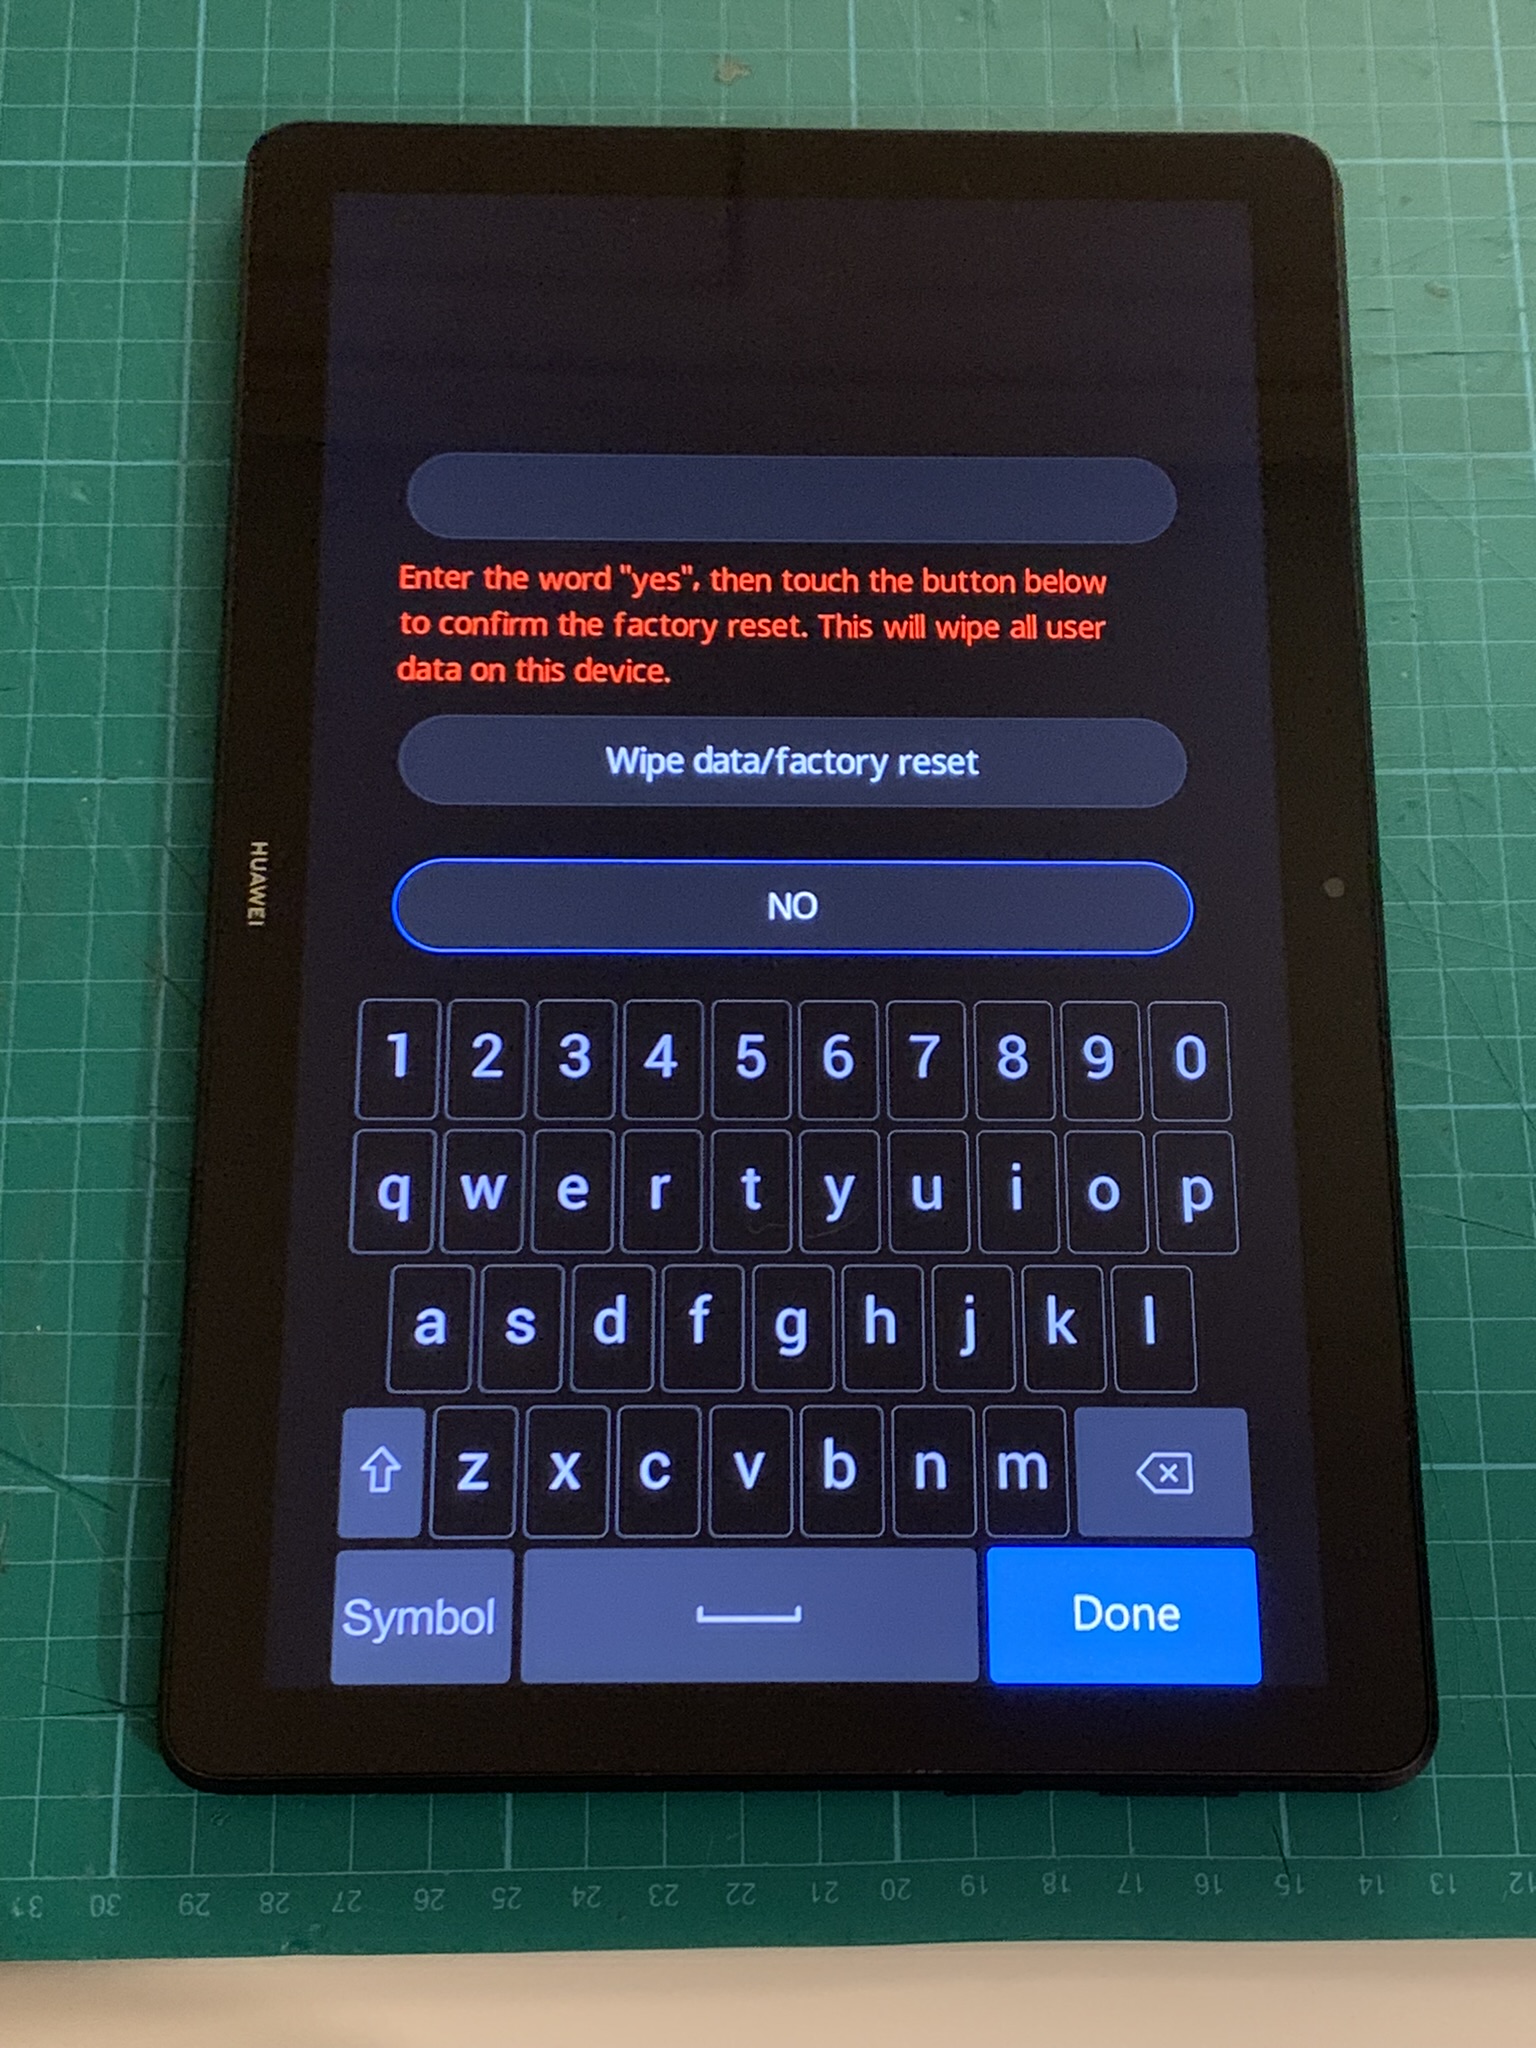 Enter the word "yes", then touch the button below
to confirm the factory reset. This will wipe all user
data on this device.
Wipe data/factory reset
HUAWEI
NO
1 2 3 4 5 6 7 8 9 0
q w e r t y u i o p
a s d f g h j k l
z x c v b n m
Symbol Done
31 30 29 28 27 26 25 24 23 22 21 20 19 18 17 16 15 14 13 12